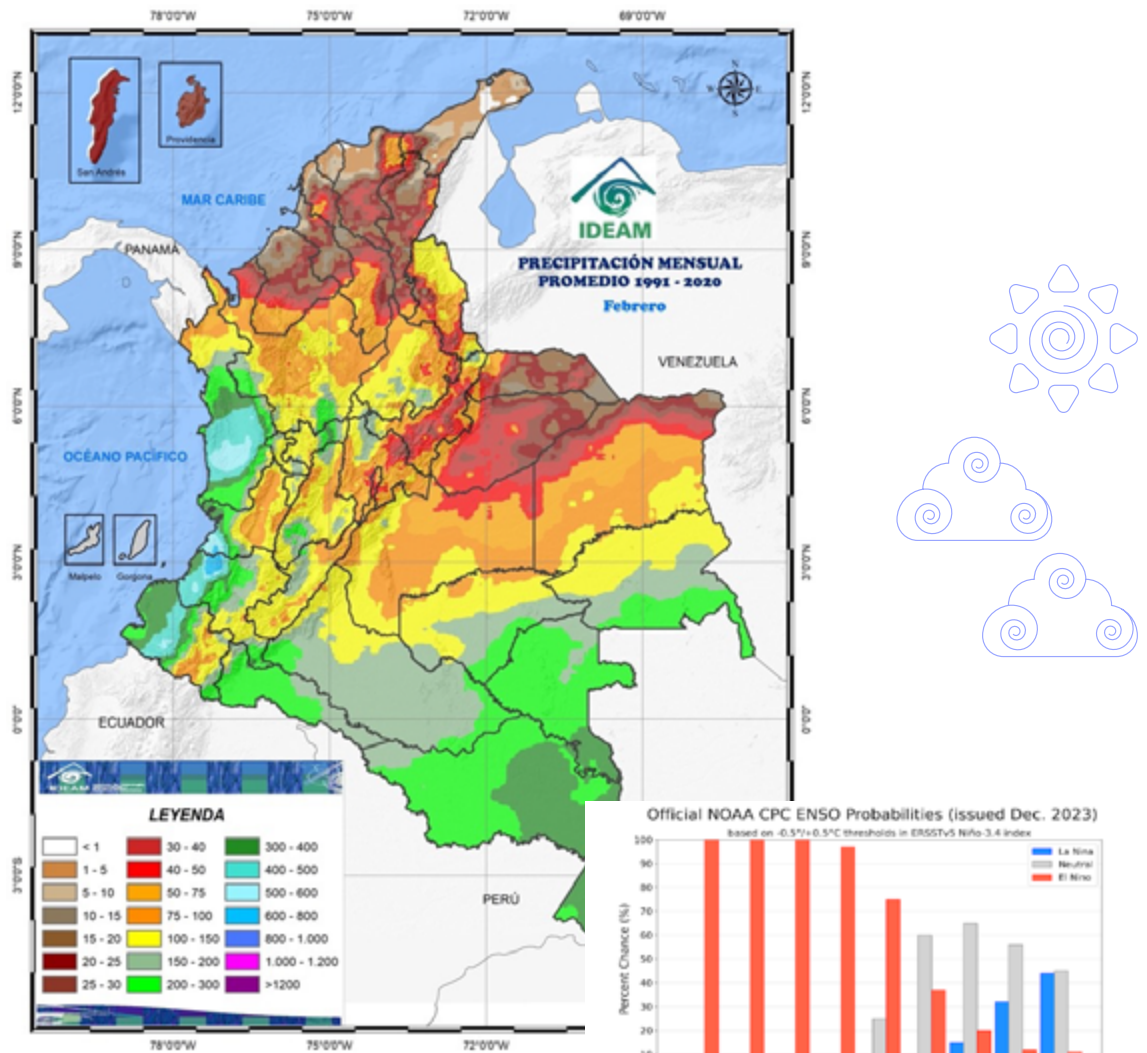 78°0'0"W 75°0'0"W 72°0'0"W 69°0'0"W
12°0'0"N
9°0'0"N
6°0'0"N
3°0'0"N
0°0'0"
3°0'0"S
12°0'0"N
9°0'0"N
6°0'0"N
3°0'0"N
0°0'0"
San Andrés
Providencia
W E
S
MAR CARIBE
PANAMÁ
IDEAM
PRECIPITACIÓN MENSUAL
PROMEDIO 1991 - 2020
Febrero
VENEZUELA
OCÉANO PACÍFICO
Malpelo Gorgona
ECUADOR
PERÚ
IDEAM
LEYENDA
< 1 30 - 40 300 - 400
1 - 5 40 - 50 400 - 500
5 - 10 50 - 75 500 - 600
10 - 15 75 - 100 600 - 800
15 - 20 100 - 150 800 - 1.000
20 - 25 150 - 200 1.000 - 1.200
25 - 30 200 - 300 >1200
78°0'0"W 75°0'0"W 72°0'0"W
Official NOAA CPC ENSO Probabilities (issued Dec. 2023)
based on -0.5°/+0.5°C thresholds in ERSSTv5 Niño-3.4 index
La Nina
Neutral
El Nino
Percent Chance (%)
100
90
80
70
60
50
40
30
20